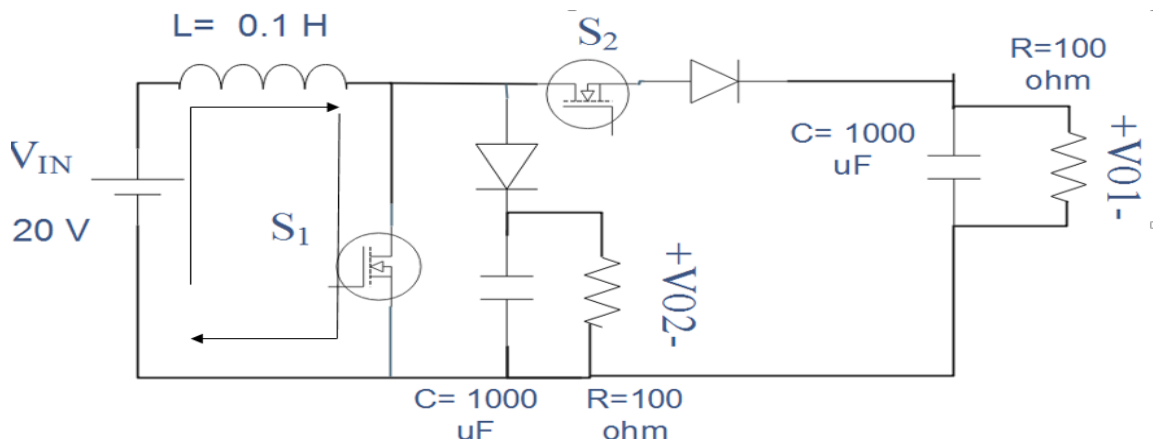 L= 0.1 H
S2
R=100
ohm
C= 1000
uF
+V01-
VIN
20 V
S1
+V02-
C= 1000
uF
R=100
ohm